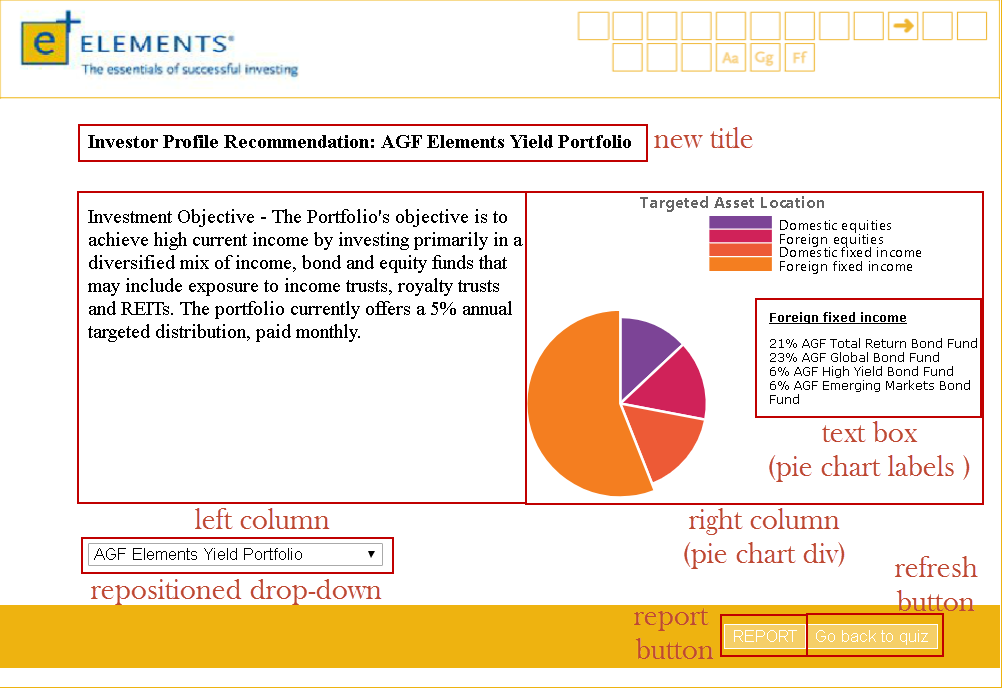 e+
ELEMENTS®
The essentials of successful investing
Aa Gg Ff
Investor Profile Recommendation: AGF Elements Yield Portfolio
new title
Investment Objective - The Portfolio's objective is to
achieve high current income by investing primarily in a
diversified mix of income, bond and equity funds that
may include exposure to income trusts, royalty trusts
and REITs. The portfolio currently offers a 5% annual
targeted distribution, paid monthly.
Targeted Asset Location
Domestic equities
Foreign equities
Domestic fixed income
Foreign fixed income
Foreign fixed income
21% AGF Total Return Bond Fund
23% AGF Global Bond Fund
6% AGF High Yield Bond Fund
6% AGF Emerging Markets Bond
Fund
text box
(pie chart labels )
left column
right column
(pie chart div)
AGF Elements Yield Portfolio
repositioned drop-down
refresh
button
report
button
REPORT
Go back to quiz